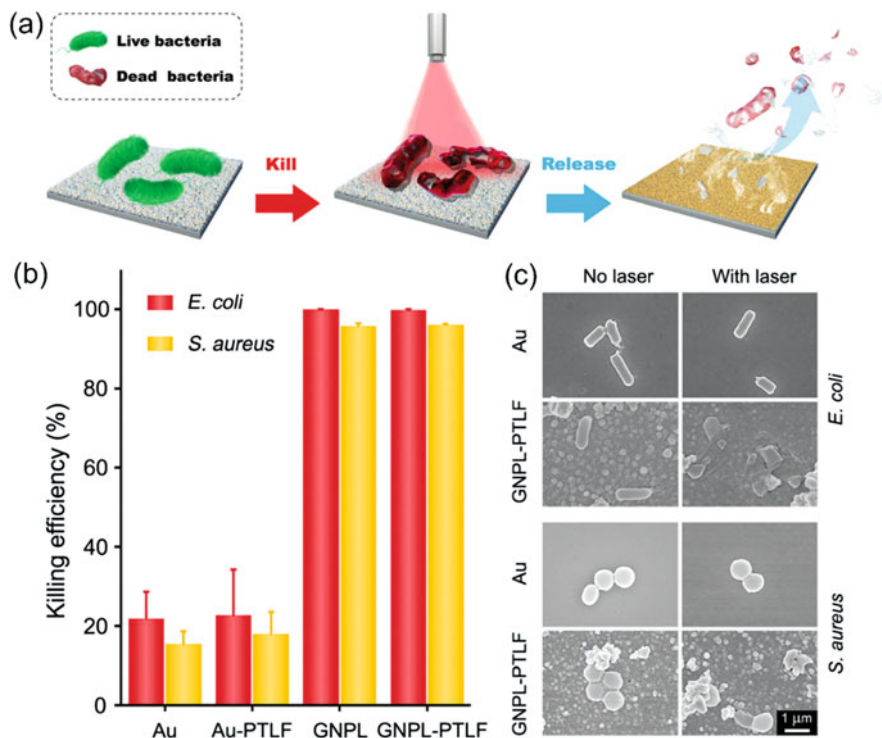 (a)
Live bacteria
Dead bacteria
Kill
Release
(b)
Killing efficiency (%)
100
80
60
40
20
0
E. coli
S. aureus
Au
Au-PTLF
GNPL
GNPL-PTLF
(c)
No laser
With laser
Au
GNPL-PTLF
E. coli
Au
GNPL-PTLF
S. aureus
1 μm